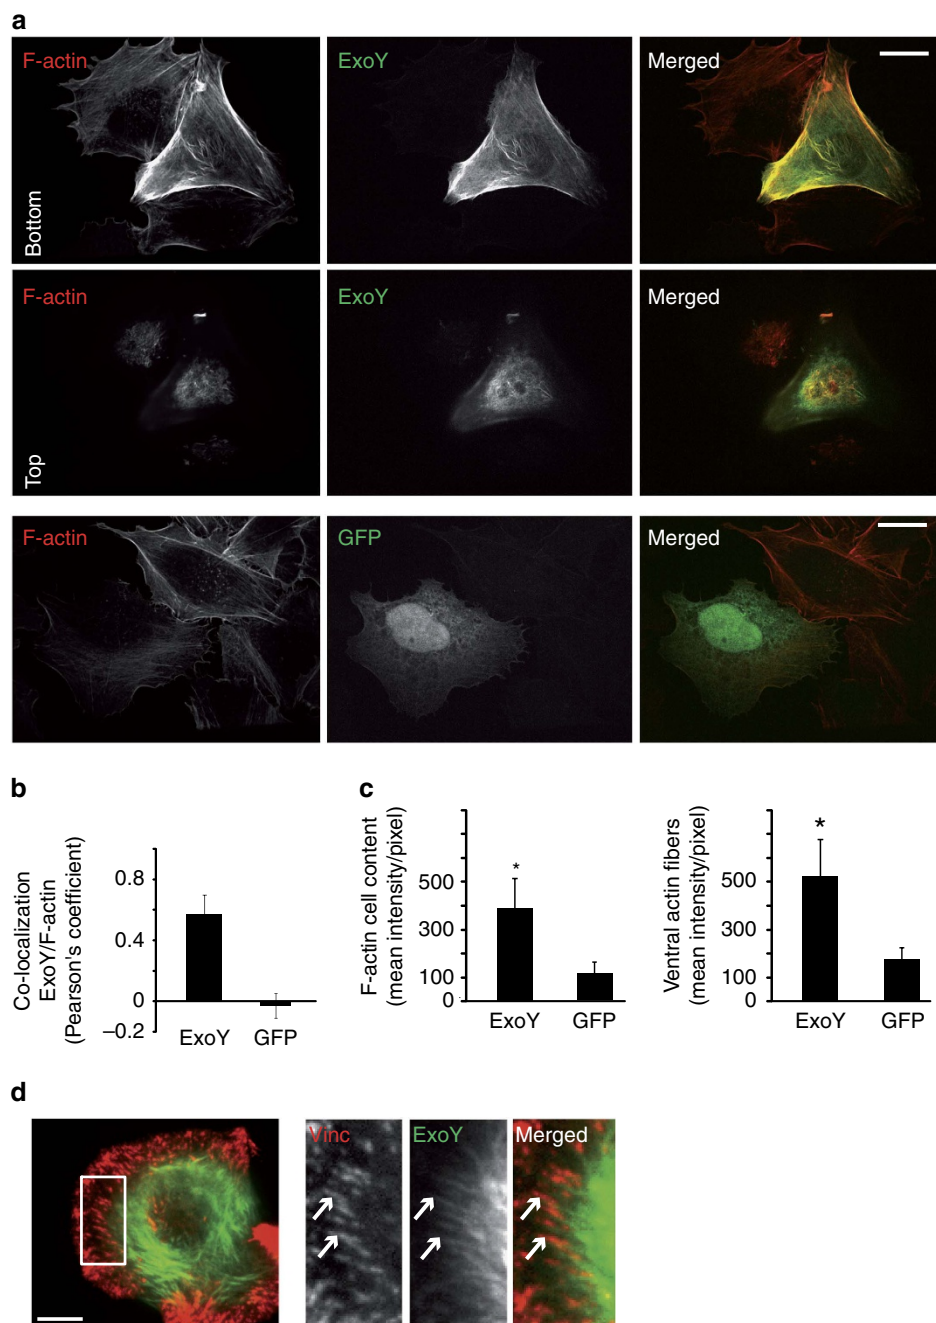 a
F-actin
ExoY
Merged
Bottom
F-actin
ExoY
Merged
Top
F-actin
GFP
Merged
b
Co-localization
ExoY/F-actin
(Pearson's coefficient)
0.8
0.4
0
–0.2
ExoY
GFP
c
F-actin cell content
(mean intensity/pixel)
500
300
100
0
*
ExoY
GFP
Ventral actin fibers
(mean intensity/pixel)
500
300
100
0
*
ExoY
GFP
d
Vinc
ExoY
Merged